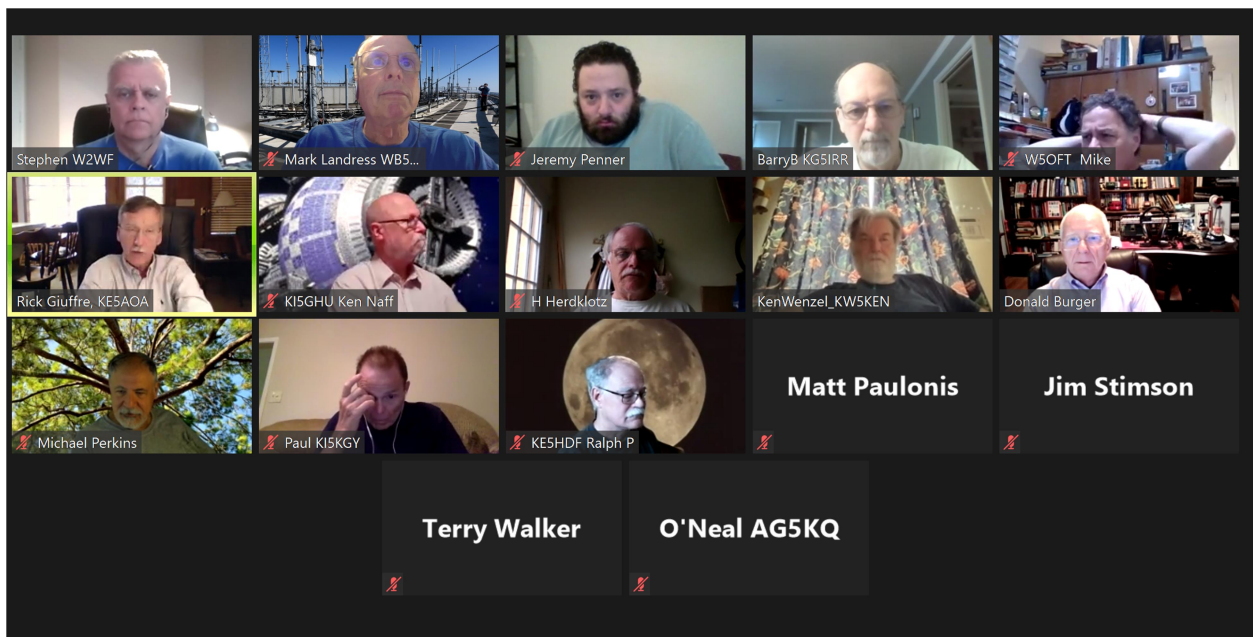 Stephen W2WF
Mark Landress WB5...
Jeremy Penner
BarryB KG5IRR
W5OFT Mike
Rick Giuffre, KE5AOA
KI5GHU Ken Naff
H Herdklotz
KenWenzel_KW5KEN
Donald Burger
Michael Perkins
Paul KI5KGY
KE5HDF Ralph P
Matt Paulonis
Jim Stimson
Terry Walker
O'Neal AG5KQ